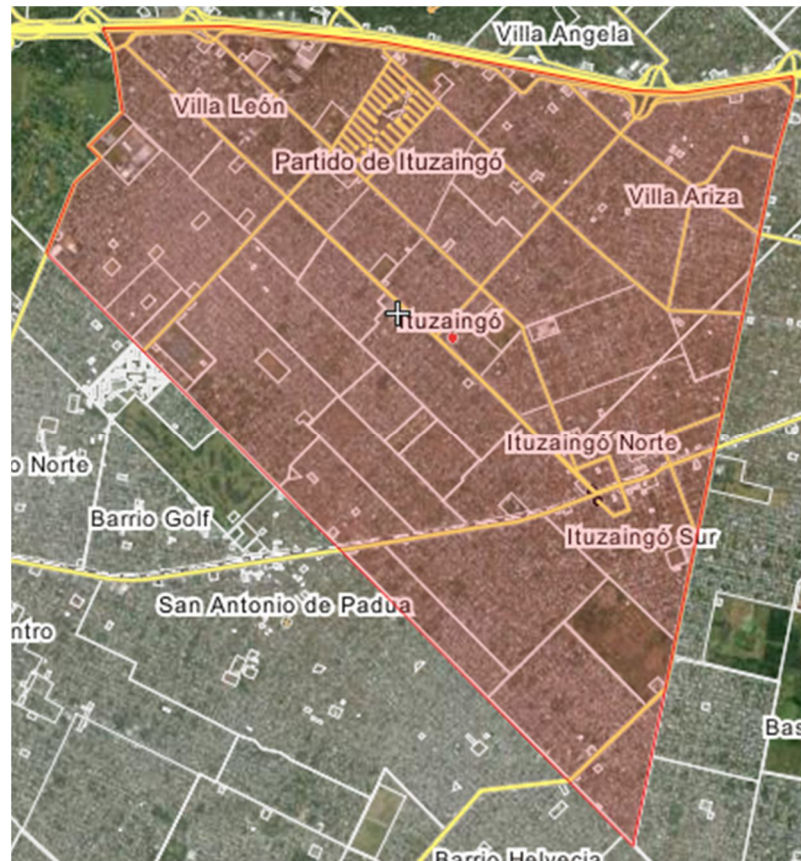 Villa Angela
Villa León
Partido de Ituzaingó
Villa Ariza
Ituzaingó
Ituzaingó Norte
o Norte
Barrio Golf
Ituzaingó Sur
San Antonio de Padua
ntro
Bas
Barrio Helvecia